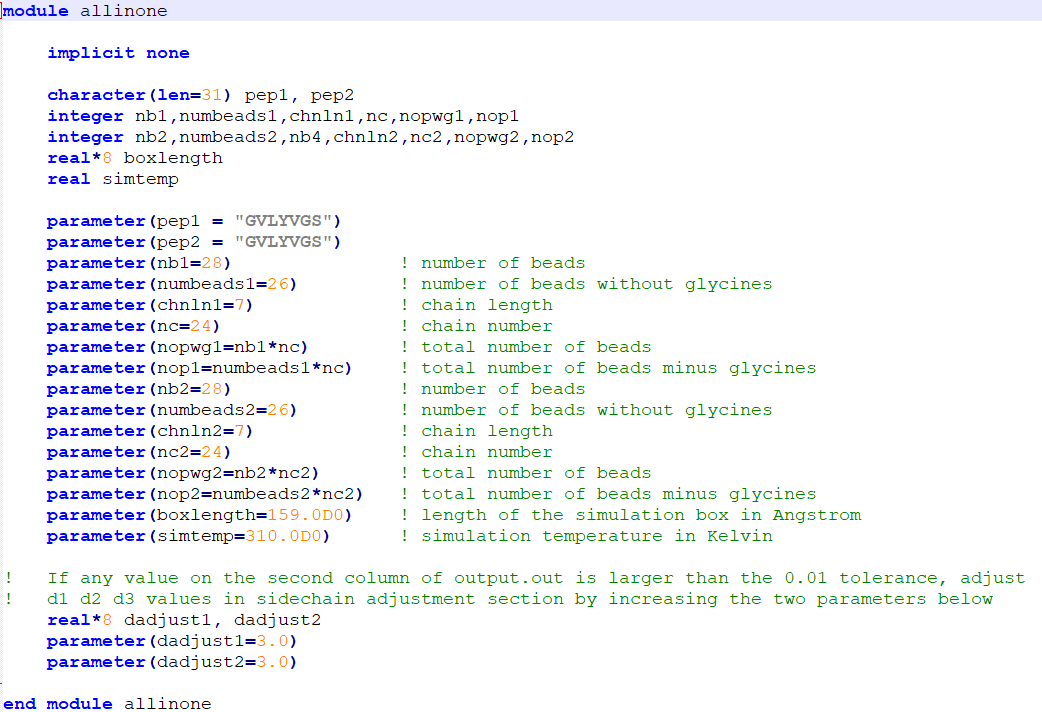 module allinone
implicit none
character(len=31) pep1, pep2
integer nb1,numbeads1,chnln1,nc,nopwg1,nop1
integer nb2,numbeads2,nb4,chnln2,nc2,nopwg2,nop2
real*8 boxlength
real simtemp
parameter(pep1 = "GVLYVGS")
parameter(pep2 = "GVLYVGS")
parameter(nb1=28) ! number of beads
parameter(numbeads1=26) ! number of beads without glycines
parameter(chnln1=7) ! chain length
parameter(nc=24) ! chain number
parameter(nopwg1=nb1*nc) ! total number of beads
parameter(nop1=numbeads1*nc) ! total number of beads minus glycines
parameter(nb2=28) ! number of beads
parameter(numbeads2=26) ! number of beads without glycines
parameter(chnln2=7) ! chain length
parameter(nc2=24) ! chain number
parameter(nopwg2=nb2*nc2) ! total number of beads
parameter(nop2=numbeads2*nc2) ! total number of beads minus glycines
parameter(boxlength=159.0D0) ! length of the simulation box in Angstrom
parameter(simtemp=310.0D0) ! simulation temperature in Kelvin
! If any value on the second column of output.out is larger than the 0.01 tolerance, adjust
! d1 d2 d3 values in sidechain adjustment section by increasing the two parameters below
real*8 dadjust1, dadjust2
parameter(dadjust1=3.0)
parameter(dadjust2=3.0)
end module allinone